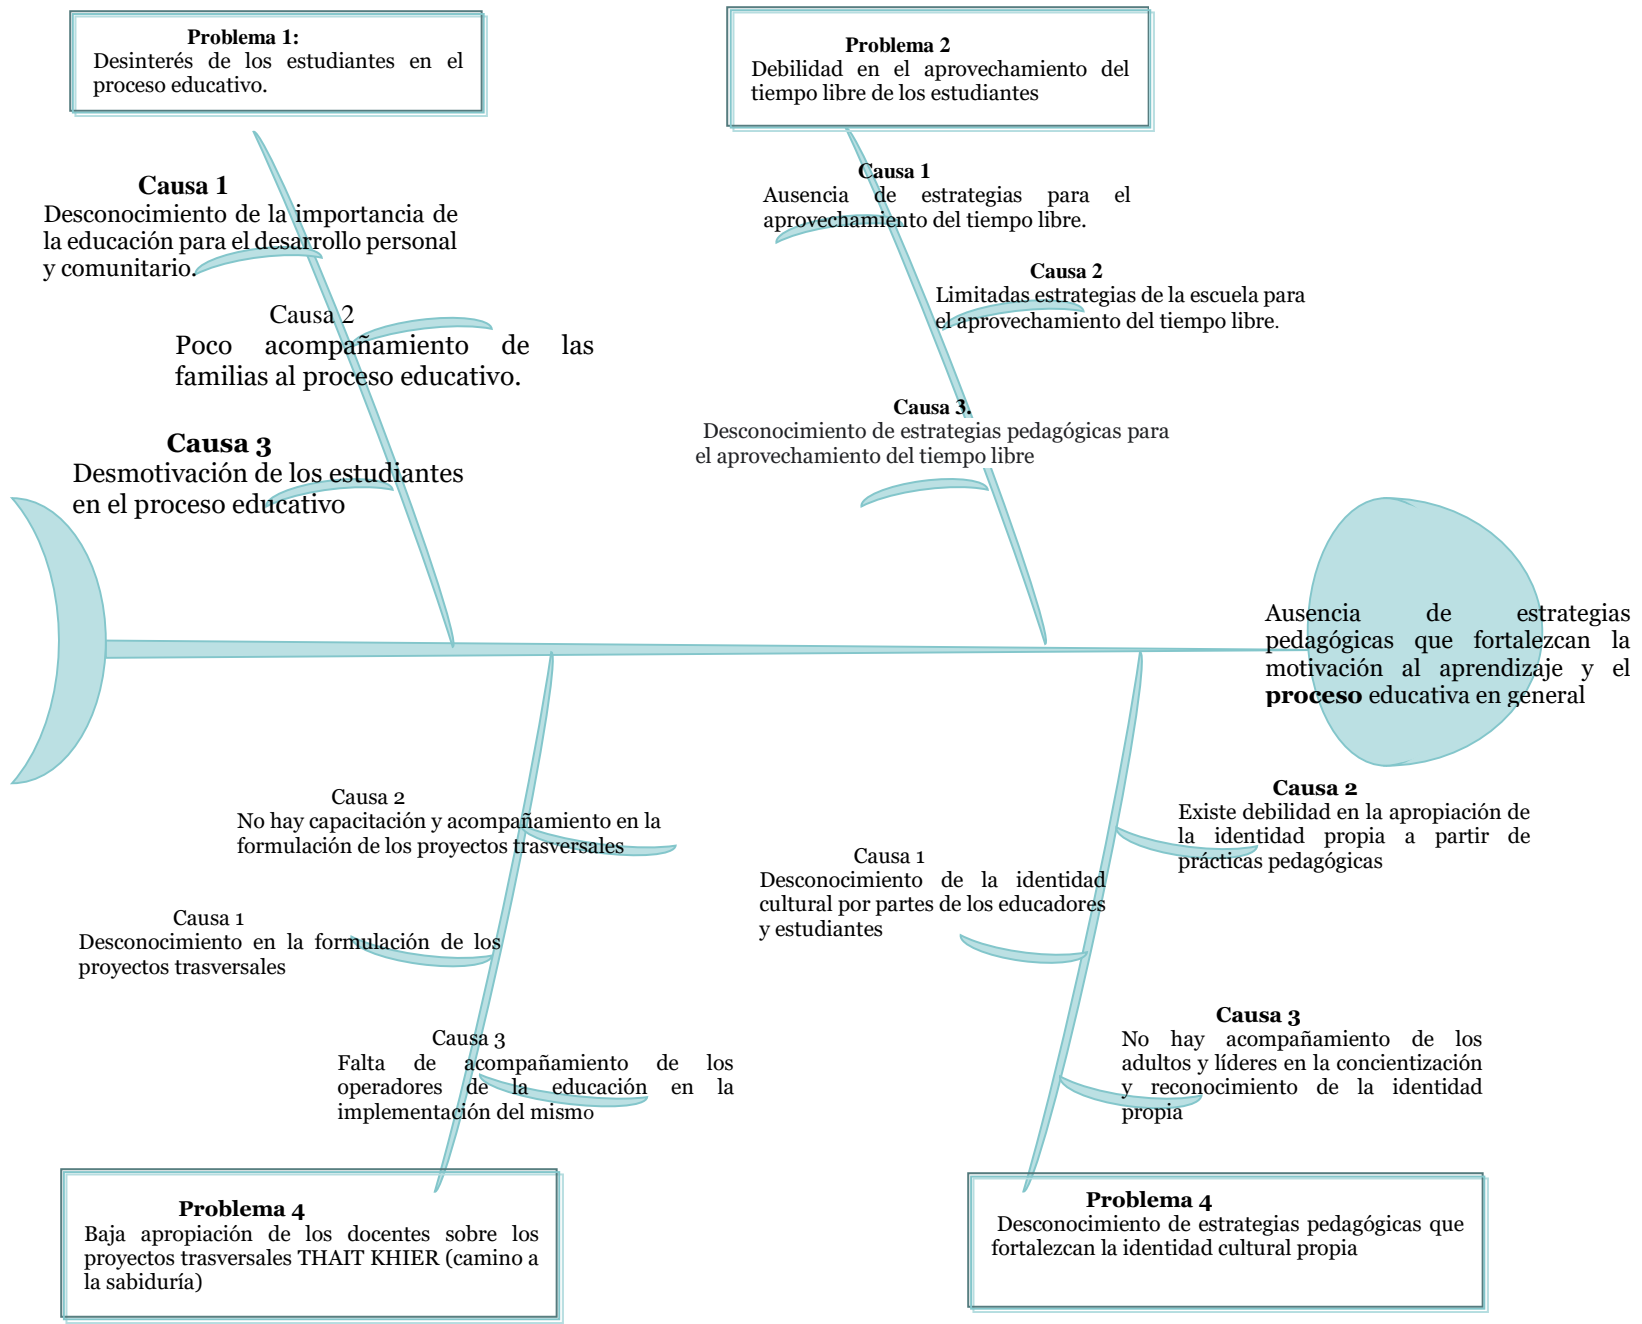 Problema 1:
Desinterés de los estudiantes en el
proceso educativo.
Problema 2
Debilidad en el aprovechamiento del
tiempo libre de los estudiantes
Causa 1
Desconocimiento de la importancia de
la educación para el desarrollo personal
y comunitario.
Causa 2
Poco acompañamiento de las
familias al proceso educativo.
Causa 3
Desmotivación de los estudiantes
en el proceso educativo
Causa 1
Ausencia de estrategias para el
aprovechamiento del tiempo libre.
Causa 2
Limitadas estrategias de la escuela para
el aprovechamiento del tiempo libre.
Causa 3.
Desconocimiento de estrategias pedagógicas para
el aprovechamiento del tiempo libre
Ausencia de estrategias
pedagógicas que fortalezcan la
motivación al aprendizaje y el
proceso educativa en general
Causa 2
No hay capacitación y acompañamiento en la
formulación de los proyectos trasversales
Causa 1
Desconocimiento en la formulación de los
proyectos trasversales
Causa 3
Falta de acompañamiento de los
operadores de la educación en la
implementación del mismo
Causa 2
Existe debilidad en la apropiación de
la identidad propia a partir de
prácticas pedagógicas
Causa 1
Desconocimiento de la identidad
cultural por partes de los educadores
y estudiantes
Causa 3
No hay acompañamiento de los
adultos y líderes en la concientización
y reconocimiento de la identidad
propia
Problema 4
Baja apropiación de los docentes sobre los
proyectos trasversales THAIT KHIER (camino a
la sabiduría)
Problema 4
Desconocimiento de estrategias pedagógicas que
fortalezcan la identidad cultural propia